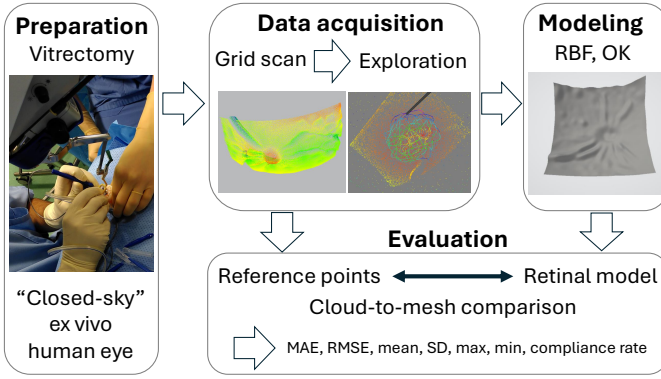 Preparation
Vitrectomy
"Closed-sky"
ex vivo
human eye
Data acquisition
Grid scan
Exploration
Modeling
RBF, OK
Evaluation
Reference points
Retinal model
Cloud-to-mesh comparison
MAE, RMSE, mean, SD, max, min, compliance rate